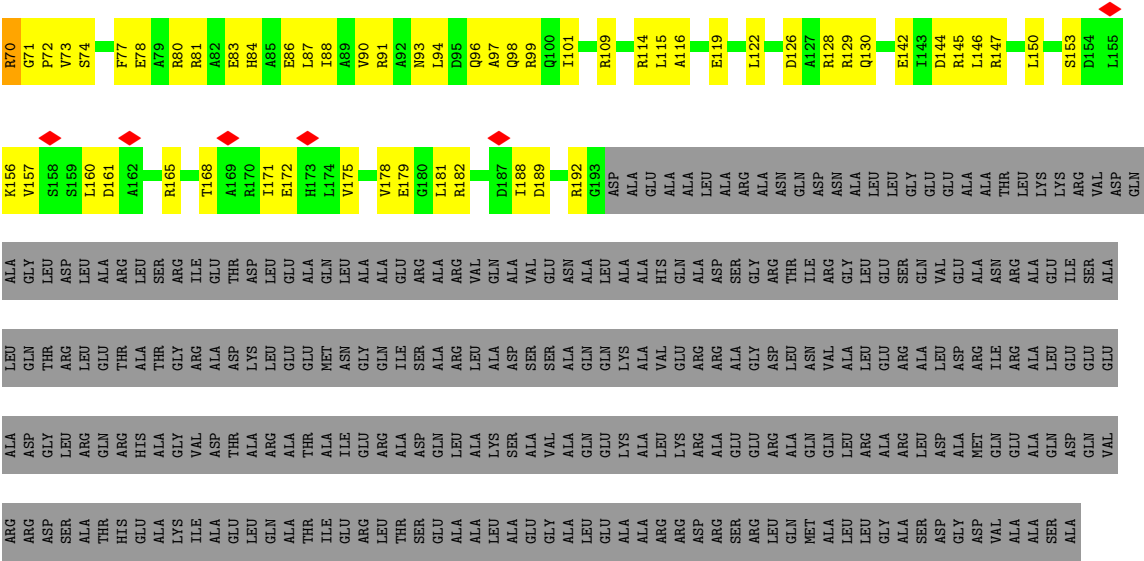 R70 G71 P72 V73 S74 F77 E78 A79 R80 R81 A82 E83 H84 A85 E86 L87 I88 A89 V90 R91 A92 N93 L94 D95 Q96 A97 Q98 R99 Q100 I101 R109 R114 L115 A116 E119 L122 D126 A127 R128 R129 Q130 E142 I143 D144 R145 L146 R147 L150 S153 D154 L155
K156 V157 S158 S159 L160 D161 A162 R165 T168 A169 R170 I171 E172 H173 L174 V175 V178 E179 G180 L181 R182 D187 I188 D189 R192 G193 ASP ALA GLU ALA ALA LEU ALA ARG ALA ASN GLN ASP ASN ALA LEU LEU GLY GLU GLU ALA ALA THR LEU LYS LYS ARG VAL ASP GLN
ALA GLY LEU ASP LEU ALA ARG LEU SER ARG ILE GLU THR ASP LEU GLU ALA GLN LEU ALA ALA GLU ARG ALA ARG VAL GLN ALA VAL GLU ASN ALA LEU ALA ALA HIS GLN ALA ASP SER GLY ARG THR ILE ARG GLY LEU GLU SER GLN VAL GLU ALA ASN ARG ALA GLU ILE SER ALA
LEU GLN THR ARG LEU GLU THR ALA THR GLY ARG ALA ASP LYS LEU GLU GLU MET ASN GLY GLN ILE SER ALA ARG LEU ALA ASP SER SER ALA GLN GLN LYS ALA VAL GLU ARG ARG ALA GLY ASP LEU ASN VAL ALA LEU GLU ARG ALA LEU ASP ARG ILE ARG ALA LEU GLU GLU
ALA ASP GLY LEU ARG GLN ARG HIS ALA GLY VAL ASP THR ALA ARG ALA THR ALA ILE GLU ARG ALA ASP GLN LEU ALA LYS SER ALA VAL ALA GLN GLU LYS ALA LEU LYS ARG ALA GLU GLU ARG ALA GLN GLN LEU ARG ALA ARG LEU ASP ALA MET GLN GLU ALA GLN ASP GLN VAL
ARG ARG ASP SER ALA THR HIS GLU ALA LYS ILE ALA GLU LEU GLN ALA THR ILE GLU ARG LEU THR SER GLU ALA ALA LEU ALA GLU GLY ALA LEU GLU ALA ARG ARG ASP ARG SER ARG LEU GLN MET ALA LEU LEU GLY ALA SER ASP GLY ASP VAL ALA ALA SER ALA